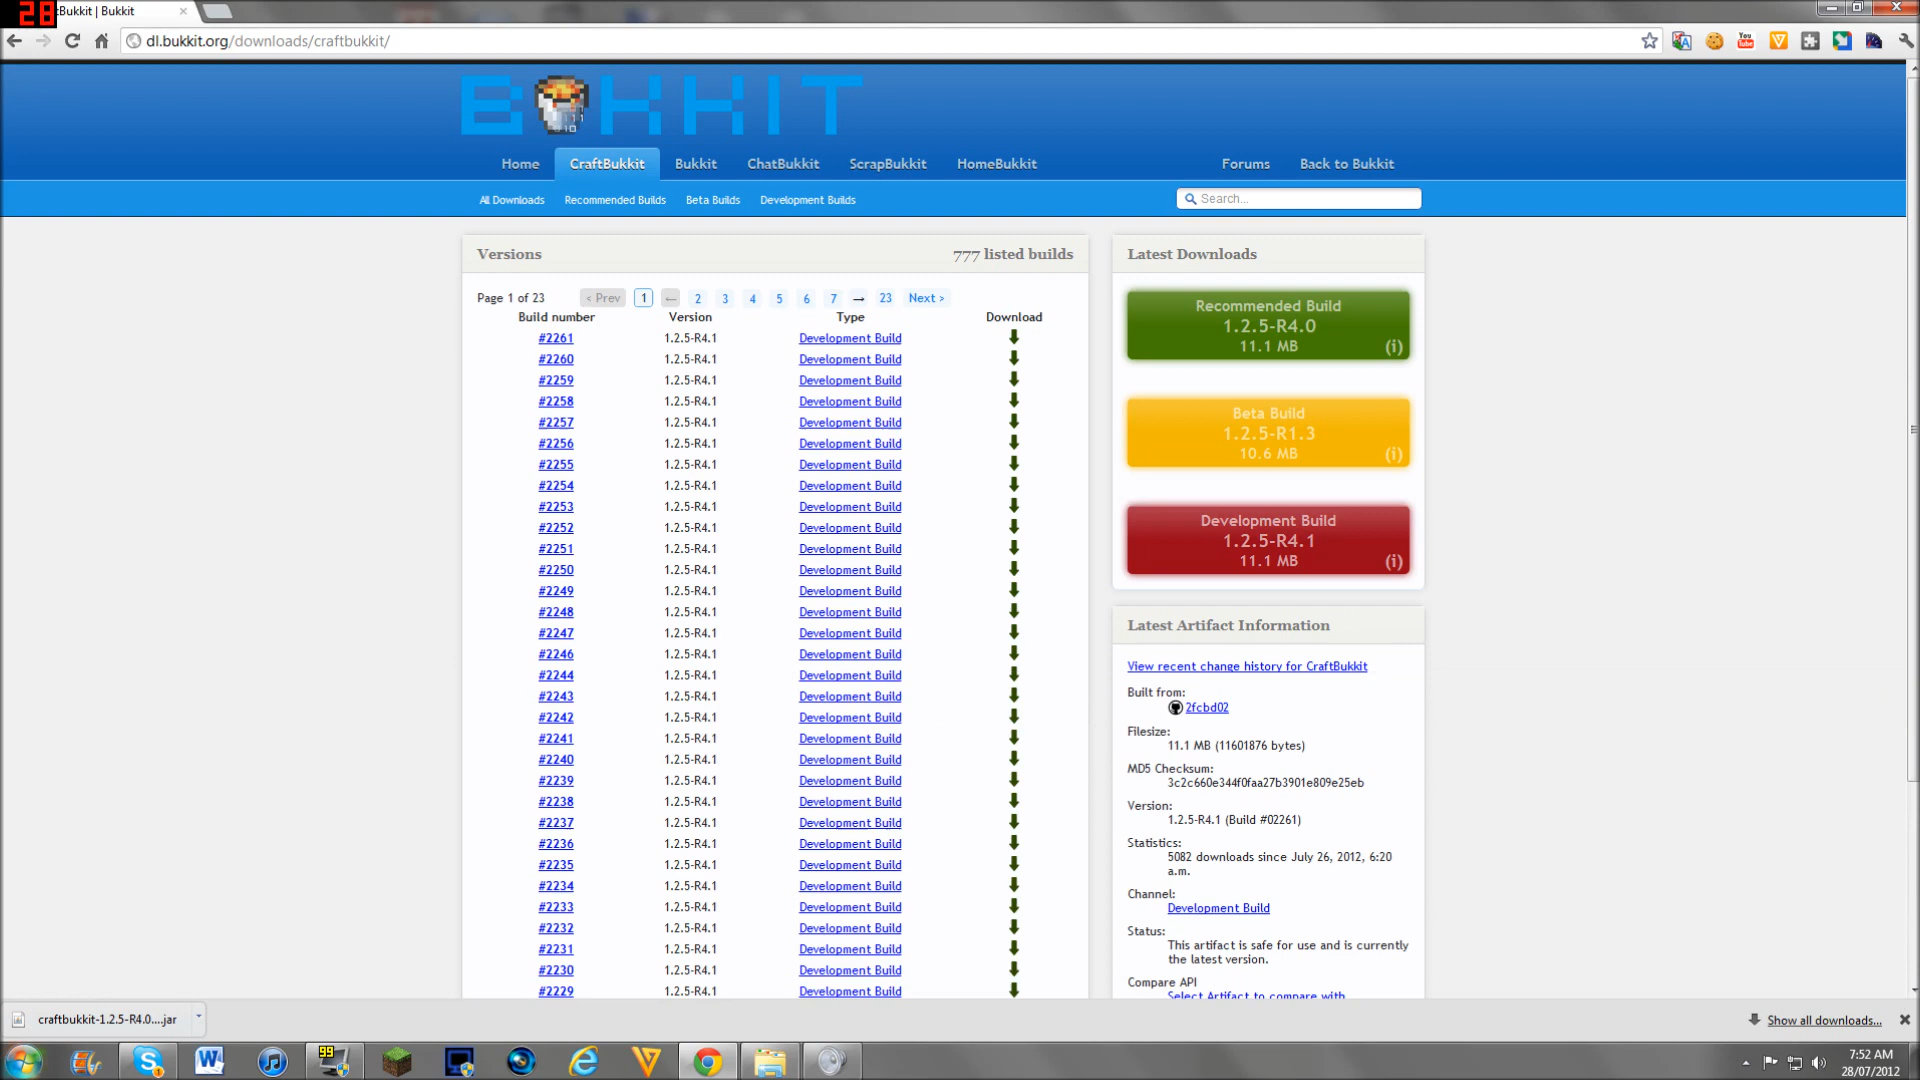 28
tBukkit | Bukkit
dl.bukkit.org/downloads/craftbukkit/
BUKKIT
Home CraftBukkit Bukkit ChatBukkit ScrapBukkit HomeBukkit Forums Back to Bukkit
All Downloads Recommended Builds Beta Builds Development Builds Search...
Versions 777 listed builds
Page 1 of 23 < Prev 1 ← 2 3 4 5 6 7 → 23 Next >
Build number Version Type Download
#2261 1.2.5-R4.1 Development Build
#2260 1.2.5-R4.1 Development Build
#2259 1.2.5-R4.1 Development Build
#2258 1.2.5-R4.1 Development Build
#2257 1.2.5-R4.1 Development Build
#2256 1.2.5-R4.1 Development Build
#2255 1.2.5-R4.1 Development Build
#2254 1.2.5-R4.1 Development Build
#2253 1.2.5-R4.1 Development Build
#2252 1.2.5-R4.1 Development Build
#2251 1.2.5-R4.1 Development Build
#2250 1.2.5-R4.1 Development Build
#2249 1.2.5-R4.1 Development Build
#2248 1.2.5-R4.1 Development Build
#2247 1.2.5-R4.1 Development Build
#2246 1.2.5-R4.1 Development Build
#2244 1.2.5-R4.1 Development Build
#2243 1.2.5-R4.1 Development Build
#2242 1.2.5-R4.1 Development Build
#2241 1.2.5-R4.1 Development Build
#2240 1.2.5-R4.1 Development Build
#2239 1.2.5-R4.1 Development Build
#2238 1.2.5-R4.1 Development Build
#2237 1.2.5-R4.1 Development Build
#2236 1.2.5-R4.1 Development Build
#2235 1.2.5-R4.1 Development Build
#2234 1.2.5-R4.1 Development Build
#2233 1.2.5-R4.1 Development Build
#2232 1.2.5-R4.1 Development Build
#2231 1.2.5-R4.1 Development Build
#2230 1.2.5-R4.1 Development Build
#2229 1.2.5-R4.1 Development Build
Latest Downloads
Recommended Build
1.2.5-R4.0
11.1 MB (i)
Beta Build
1.2.5-R1.3
10.6 MB (i)
Development Build
1.2.5-R4.1
11.1 MB (i)
Latest Artifact Information
View recent change history for CraftBukkit
Built from:
2fcbd02
Filesize:
11.1 MB (11601876 bytes)
MD5 Checksum:
3c2c660e344f0faa27b3901e809e25eb
Version:
1.2.5-R4.1 (Build #02261)
Statistics:
5082 downloads since July 26, 2012, 6:20
a.m.
Channel:
Development Build
Status:
This artifact is safe for use and is currently
the latest version.
Compare API
Select Artifact to compare with
craftbukkit-1.2.5-R4.0....jar Show all downloads...
99
7:52 AM
28/07/2012